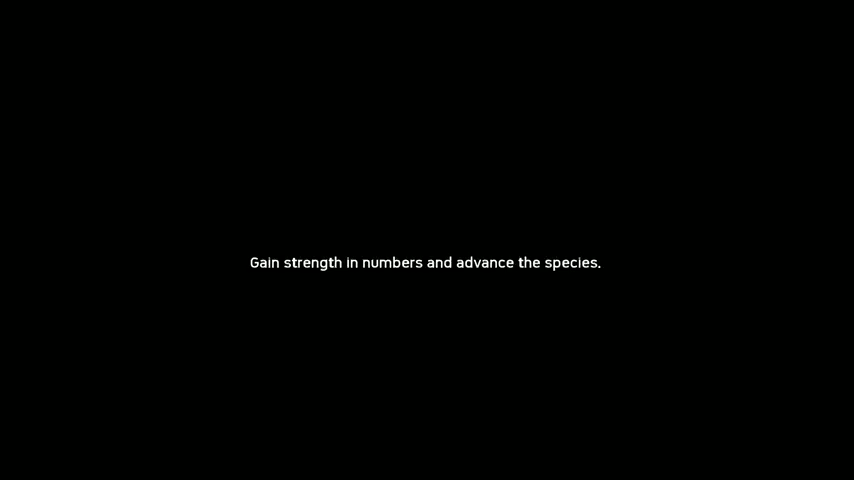 Gain strength in numbers and advance the species.